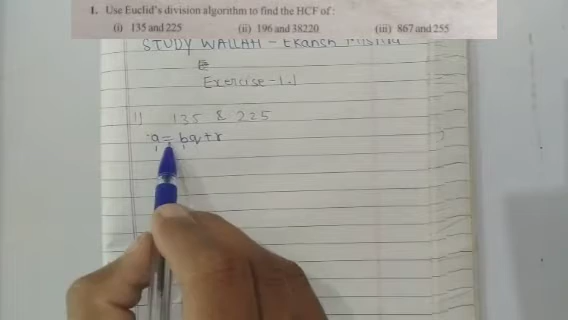 1. Use Euclid's division algorithm to find the HCF of :
(i) 135 and 225 (ii) 196 and 38220 (iii) 867 and 255
STUDY WALLAH - Ekansh
Exercise - 1.1
1) 135 & 225
a = bq + r